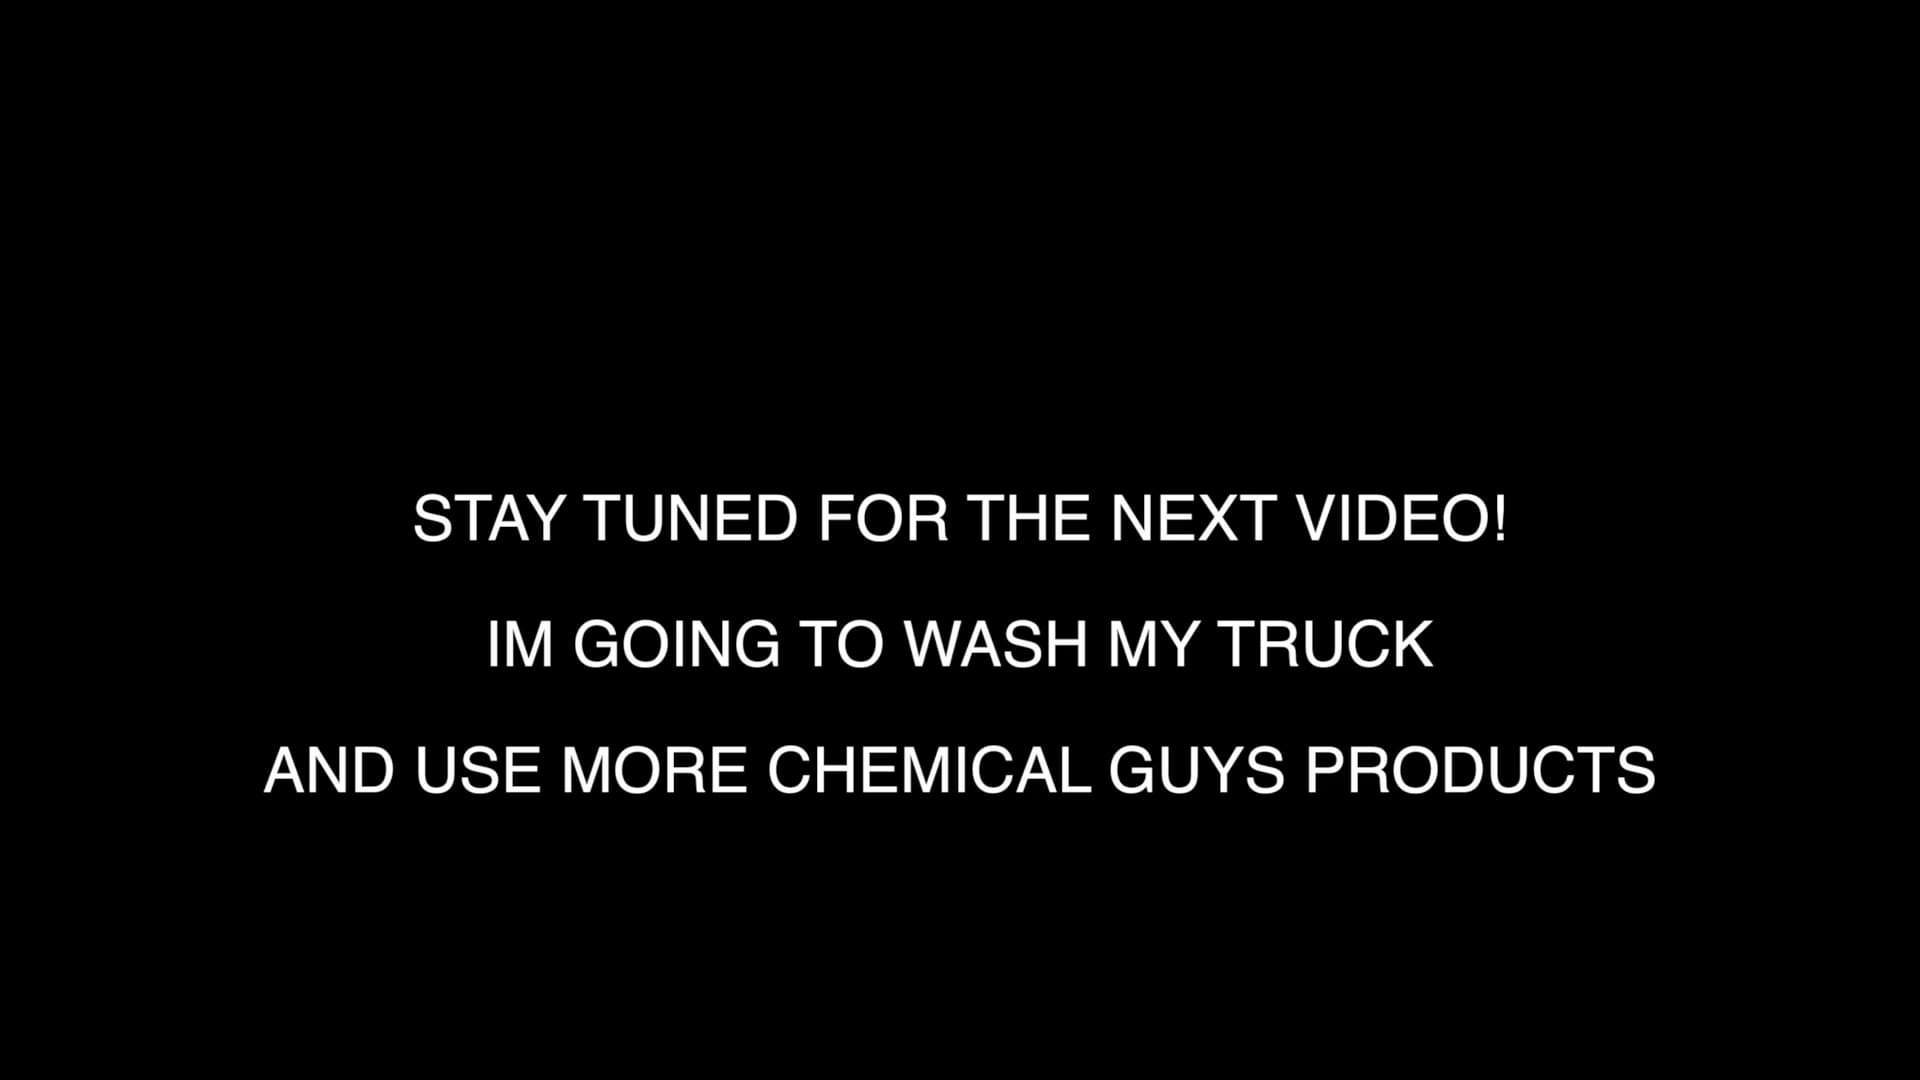 STAY TUNED FOR THE NEXT VIDEO!
IM GOING TO WASH MY TRUCK
AND USE MORE CHEMICAL GUYS PRODUCTS